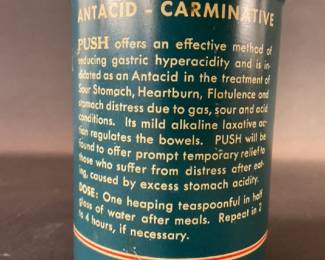 ANTACID - CARMINATIVE
PUSH offers an effective method of
reducing gastric hyperacidity and is in-
dicated as an Antacid in the treatment of
Sour Stomach, Heartburn, Flatulence and
stomach distress due to gas, sour and acid
conditions. Its mild alkaline laxative ac-
tion regulates the bowels. PUSH will be
found to offer prompt temporary relief to
those who suffer from distress after eat-
ing, caused by excess stomach acidity.
DOSE: One heaping teaspoonful in half
glass of water after meals. Repeat in 2
to 4 hours, if necessary.